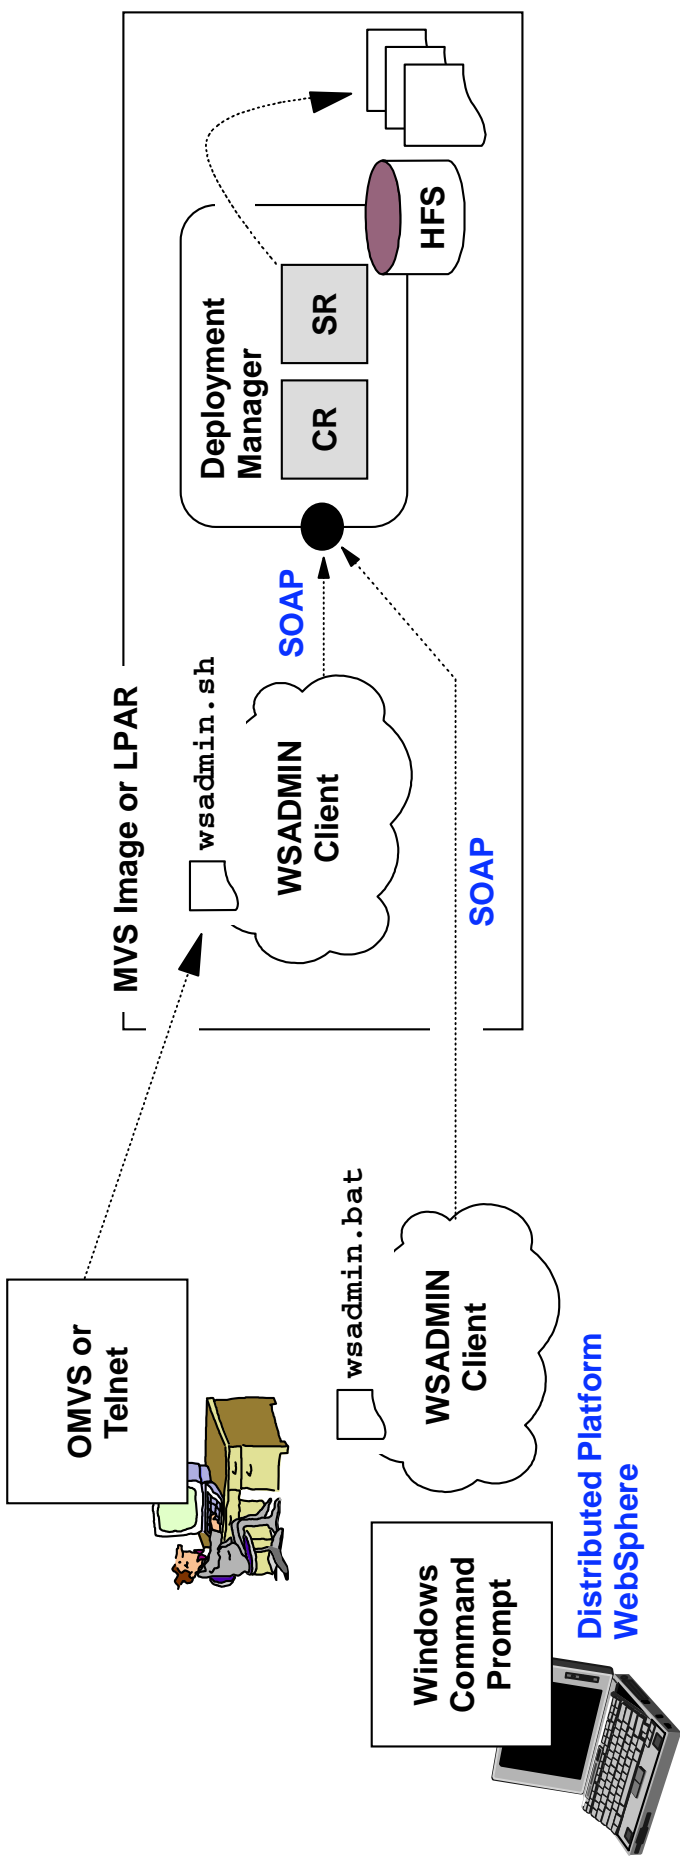 MVS Image or LPAR
OMVS or
Telnet
wsadmin.sh
WSADMIN
Client
SOAP
Deployment
Manager
CR
SR
HFS
Windows
Command
Prompt
wsadmin.bat
WSADMIN
Client
SOAP
Distributed Platform
WebSphere